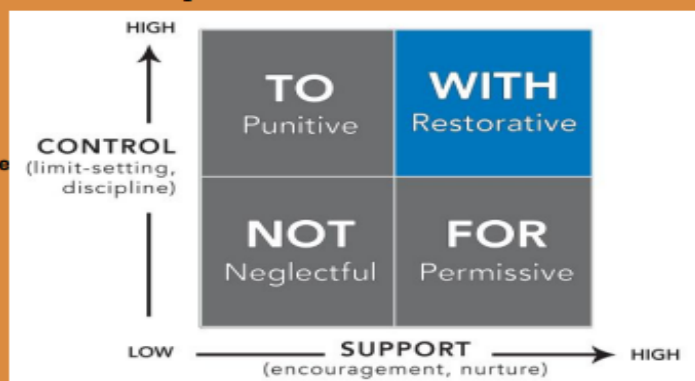 HIGH
TO
Punitive
WITH
Restorative
CONTROL
(limit-setting,
discipline)
NOT
Neglectful
FOR
Permissive
LOW
SUPPORT
(encouragement, nurture)
HIGH